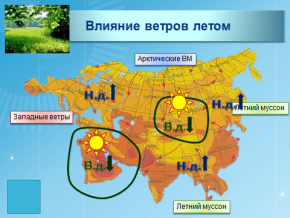 Влияние ветров летом
Арктические ВМ
Н.д.
Н.д.
Летний муссон
Западные ветры
В.д.
В.д.
Н.д.
Летний муссон